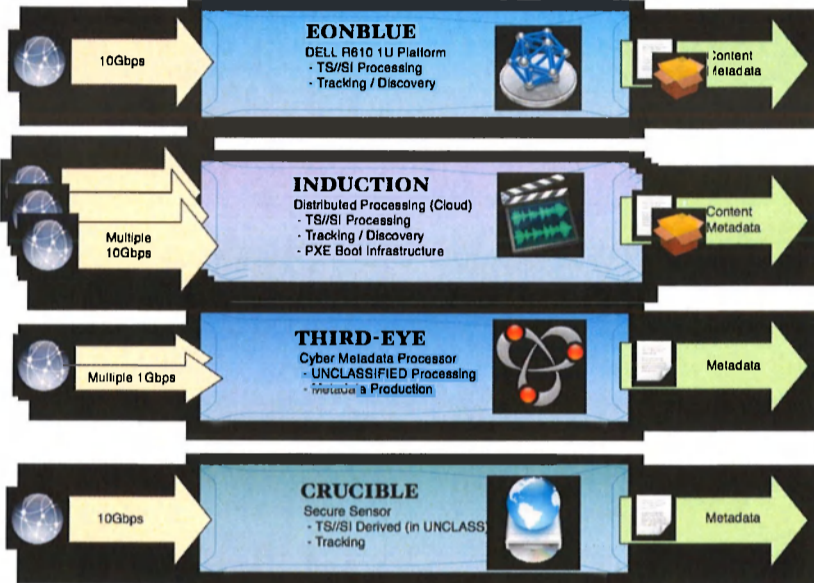 EONBLUE
DELL R610 1U Platform
- TS//SI Processing
- Tracking / Discovery
10Gbps
Content
Metadata
INDUCTION
Distributed Processing (Cloud)
- TS//SI Processing
- Tracking / Discovery
- PXE Boot Infrastructure
Multiple
10Gbps
Content
Metadata
THIRD-EYE
Cyber Metadata Processor
- UNCLASSIFIED Processing
- Metadata Production
Multiple 1Gbps
Metadata
CRUCIBLE
Secure Sensor
- TS//SI Derived (in UNCLASS)
- Tracking
10Gbps
Metadata